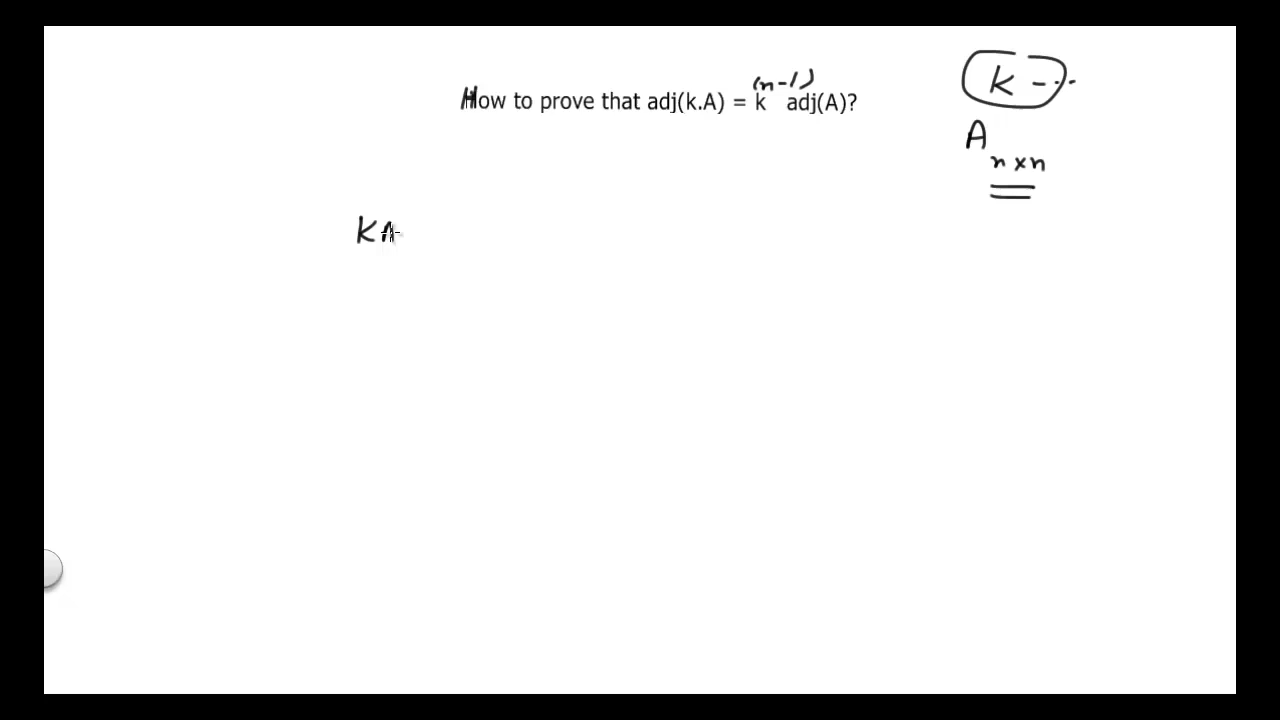 How to prove that adj(k.A) = k^(n-1) adj(A)?
k - ..
A n×n
KA